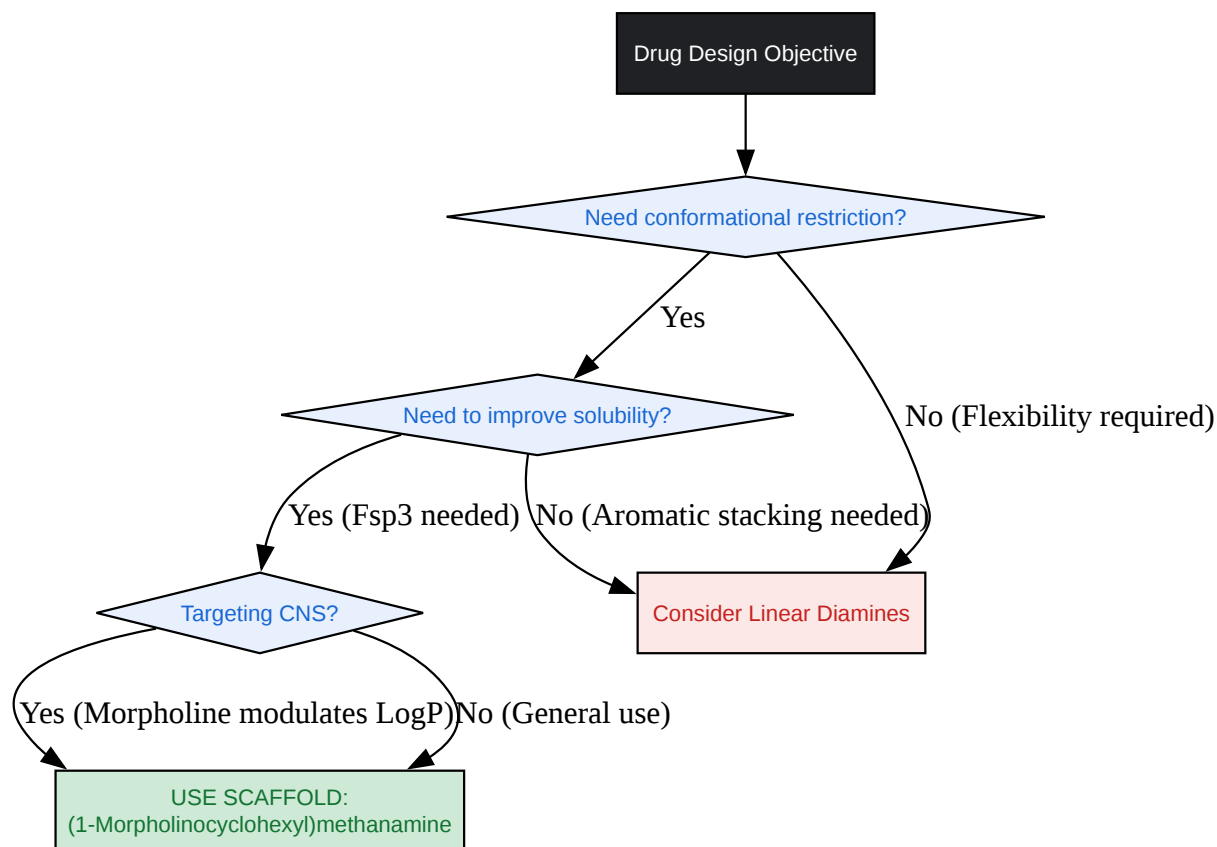 Drug Design Objective
Need conformational restriction?
Yes
Need to improve solubility?
No (Flexibility required)
Yes (Fsp3 needed)
No (Aromatic stacking needed)
Targeting CNS?
Consider Linear Diamines
Yes (Morpholine modulates LogP)
No (General use)
USE SCAFFOLD:
(1-Morpholinocyclohexyl)methanamine